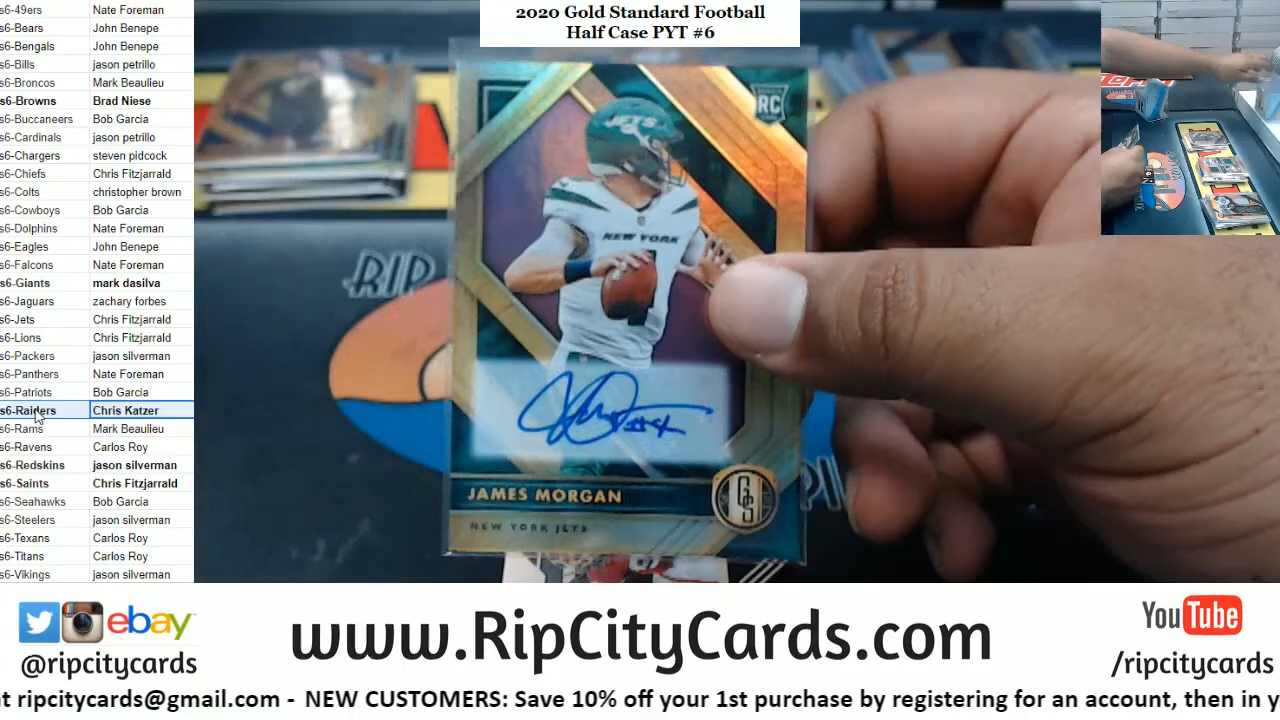 s6-49ers Nate Foreman
s6-Bears John Benepe
s6-Bengals John Benepe
s6-Bills jason petrillo
s6-Broncos Mark Beaulieu
s6-Browns Brad Niese
s6-Buccaneers Bob Garcia
s6-Cardinals jason petrillo
s6-Chargers steven pidcock
s6-Chiefs Chris Fitzjarrald
s6-Colts christopher brown
s6-Cowboys Bob Garcia
s6-Dolphins Nate Foreman
s6-Eagles John Benepe
s6-Falcons Nate Foreman
s6-Giants mark dasilva
s6-Jaguars zachary forbes
s6-Jets Chris Fitzjarrald
s6-Lions Chris Fitzjarrald
s6-Packers jason silverman
s6-Panthers Nate Foreman
s6-Patriots Bob Garcia
s6-Raiders Chris Katzer
s6-Rams Mark Beaulieu
s6-Ravens Carlos Roy
s6-Redskins jason silverman
s6-Saints Chris Fitzjarrald
s6-Seahawks Bob Garcia
s6-Steelers jason silverman
s6-Texans Carlos Roy
s6-Titans Carlos Roy
s6-Vikings jason silverman
2020 Gold Standard Football
Half Case PYT #6
RC
JETS
NEW YORK
4
RIP
#4
JAMES MORGAN
GS
NEW YORK JETS
ebay
@ripcitycards
www.RipCityCards.com
YouTube
/ripcitycards
t ripcitycards@gmail.com - NEW CUSTOMERS: Save 10% off your 1st purchase by registering for an account, then in y